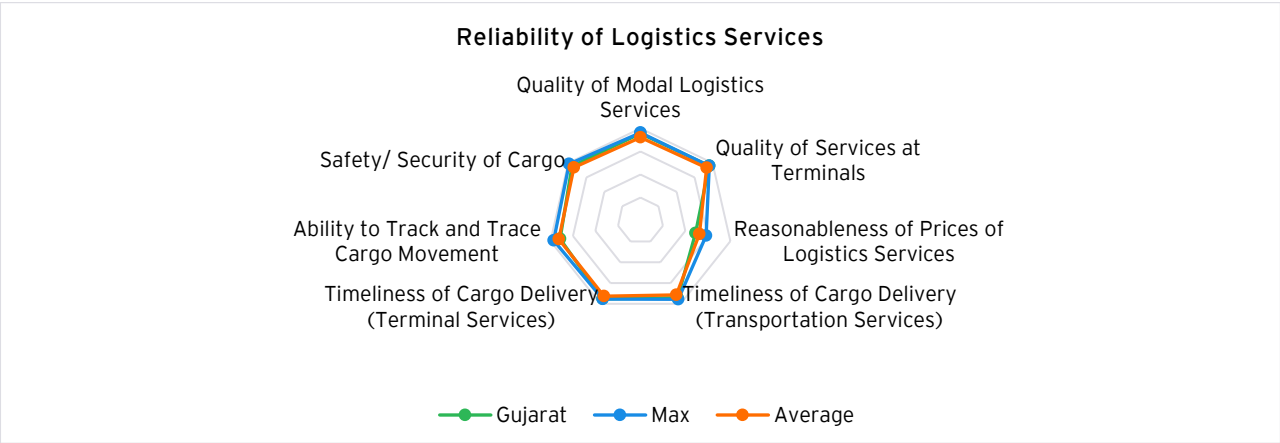 Reliability of Logistics Services
Quality of Modal Logistics
Services
Quality of Services at
Terminals
Reasonableness of Prices of
Logistics Services
Timeliness of Cargo Delivery
(Transportation Services)
Timeliness of Cargo Delivery
(Terminal Services)
Ability to Track and Trace
Cargo Movement
Safety/ Security of Cargo
Gujarat
Max
Average